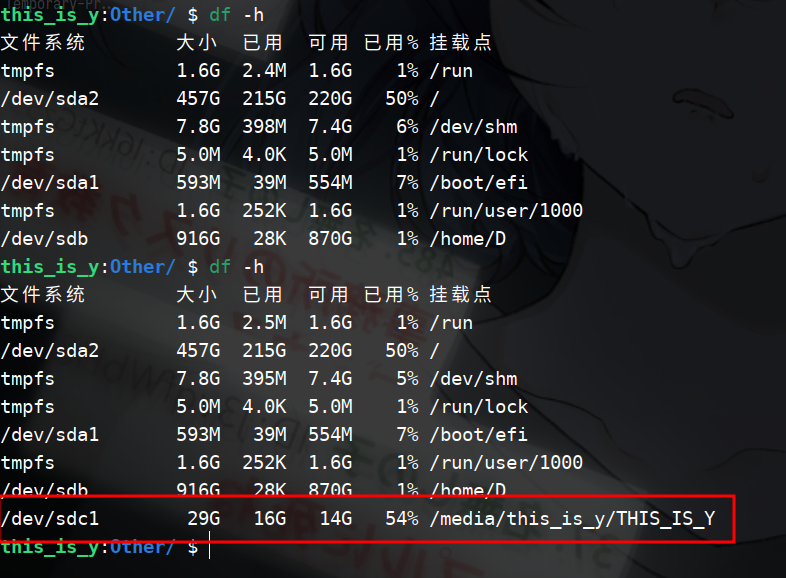 this_is_y:Other/ $ df -h
文件系统 大小 已用 可用 已用% 挂载点
tmpfs 1.6G 2.4M 1.6G 1% /run
/dev/sda2 457G 215G 220G 50% /
tmpfs 7.8G 398M 7.4G 6% /dev/shm
tmpfs 5.0M 4.0K 5.0M 1% /run/lock
/dev/sda1 593M 39M 554M 7% /boot/efi
tmpfs 1.6G 252K 1.6G 1% /run/user/1000
/dev/sdb 916G 28K 870G 1% /home/D
this_is_y:Other/ $ df -h
文件系统 大小 已用 可用 已用% 挂载点
tmpfs 1.6G 2.5M 1.6G 1% /run
/dev/sda2 457G 215G 220G 50% /
tmpfs 7.8G 395M 7.4G 5% /dev/shm
tmpfs 5.0M 4.0K 5.0M 1% /run/lock
/dev/sda1 593M 39M 554M 7% /boot/efi
tmpfs 1.6G 252K 1.6G 1% /run/user/1000
/dev/sdb 916G 28K 870G 1% /home/D
/dev/sdc1 29G 16G 14G 54% /media/this_is_y/THIS_IS_Y
this_is_y:Other/ $